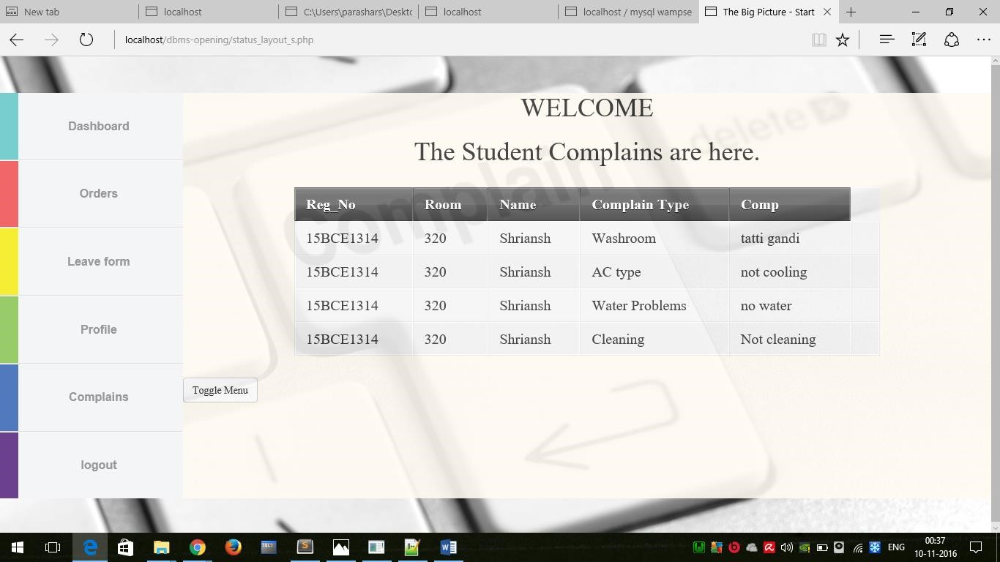 New tab
localhost
C:\Users\parashars\Deskto
localhost
localhost / mysql wampse
The Big Picture - Start
localhost/dbms-opening/status_layout_s.php
WELCOME
The Student Complains are here.
Dashboard
Orders
Leave form
Profile
Complains
logout
Toggle Menu
Reg_No Room Name Complain Type Comp
15BCE1314 320 Shriansh Washroom tatti gandi
15BCE1314 320 Shriansh AC type not cooling
15BCE1314 320 Shriansh Water Problems no water
15BCE1314 320 Shriansh Cleaning Not cleaning
Complain
delete
ENG
00:37
10-11-2016